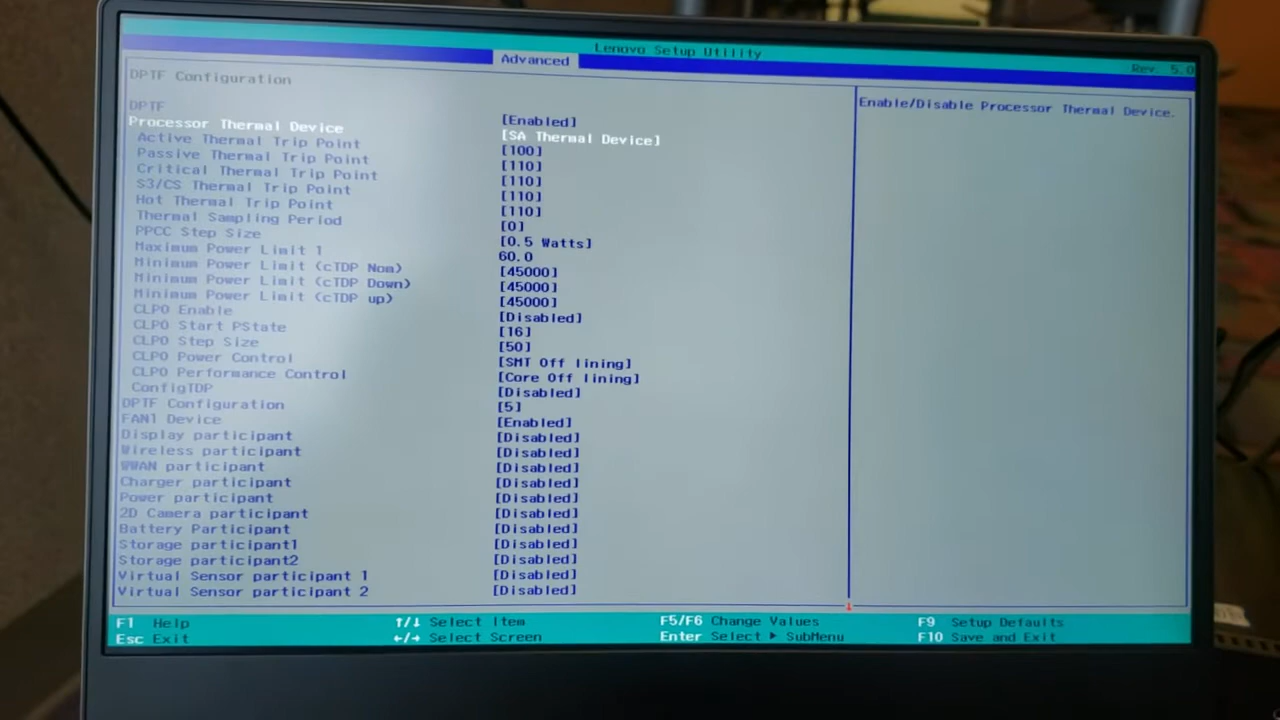 Lenovo Setup Utility
Advanced
Rev. 5.0
DPTF Configuration
Enable/Disable Processor Thermal Device.
DPTF [Enabled]
Processor Thermal Device [SA Thermal Device]
Active Thermal Trip Point [100]
Passive Thermal Trip Point [110]
Critical Thermal Trip Point [110]
S3/CS Thermal Trip Point [110]
Hot Thermal Trip Point [110]
Thermal Sampling Period [0]
PPCC Step Size [0.5 Watts]
Maximum Power Limit 1 60.0
Minimum Power Limit (cTDP Nom) [45000]
Minimum Power Limit (cTDP Down) [45000]
Minimum Power Limit (cTDP up) [45000]
CLPO Enable [Disabled]
CLPO Start PState [16]
CLPO Step Size [50]
CLPO Power Control [SMT Off lining]
CLPO Performance Control [Core Off lining]
ConfigTDP [Disabled]
DPTF Configuration [5]
FAN1 Device [Enabled]
Display participant [Disabled]
Wireless participant [Disabled]
WWAN participant [Disabled]
Charger participant [Disabled]
Power participant [Disabled]
2D Camera participant [Disabled]
Battery Participant [Disabled]
Storage participant1 [Disabled]
Storage participant2 [Disabled]
Virtual Sensor participant 1 [Disabled]
Virtual Sensor participant 2 [Disabled]
F1 Help ↑/↓ Select Item F5/F6 Change Values F9 Setup Defaults
Esc Exit ←/→ Select Screen Enter Select ▶ SubMenu F10 Save and Exit